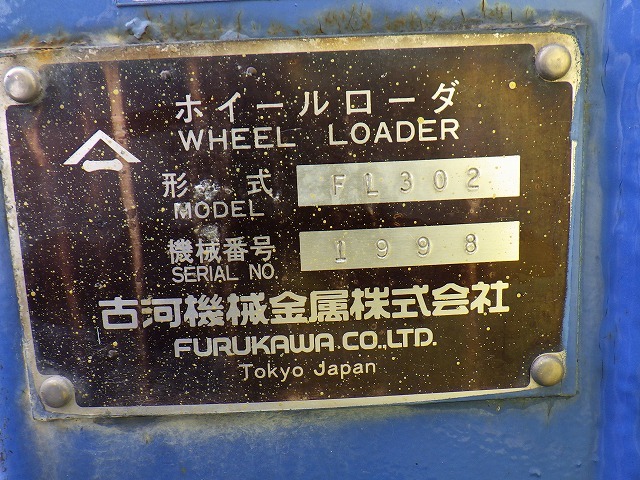 ホイールローダ
WHEEL LOADER
形 式 FL302
MODEL
機械番号 1998
SERIAL NO.
古河機械金属株式会社
FURUKAWA CO.,LTD.
Tokyo Japan